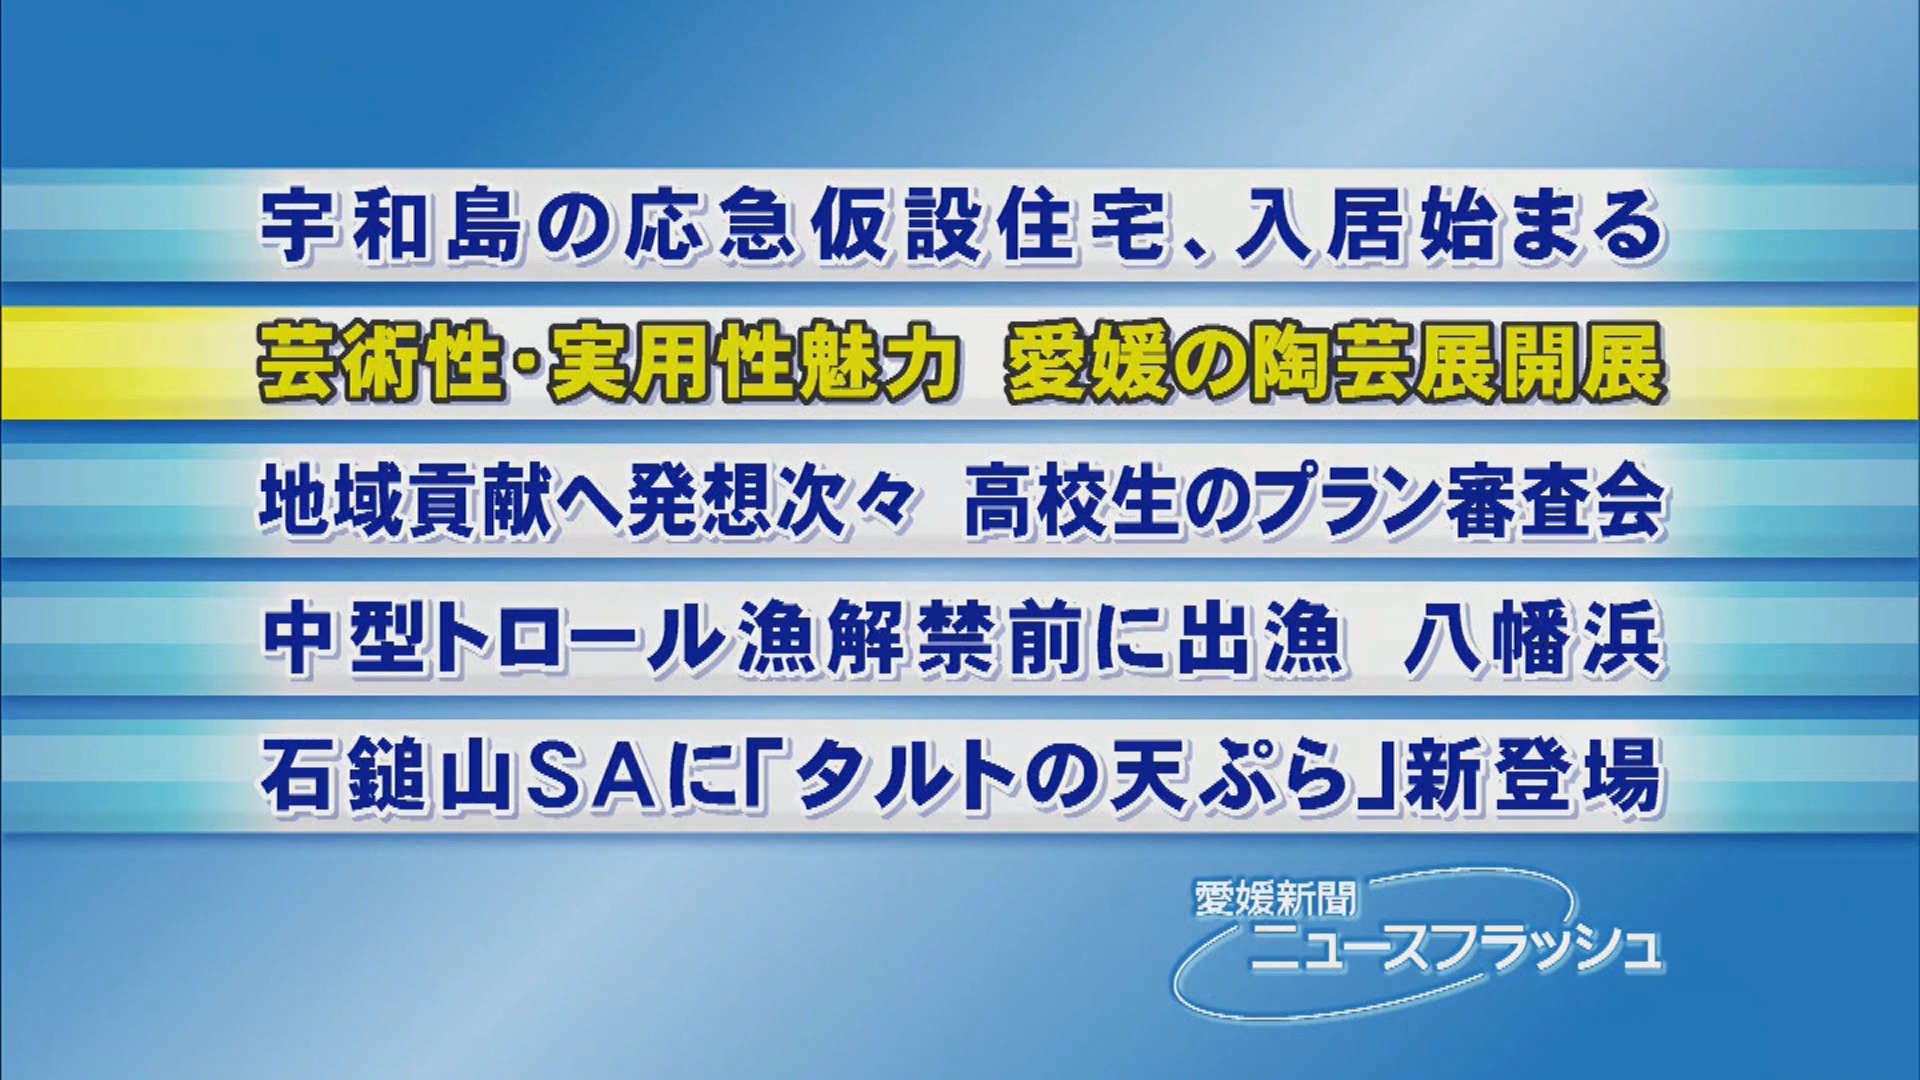 宇和島の応急仮設住宅、入居始まる
芸術性・実用性魅力　愛媛の陶芸展開展
地域貢献へ発想次々　高校生のプラン審査会
中型トロール漁解禁前に出漁　八幡浜
石鎚山SAに「タルトの天ぷら」新登場
愛媛新聞
ニュースフラッシュ